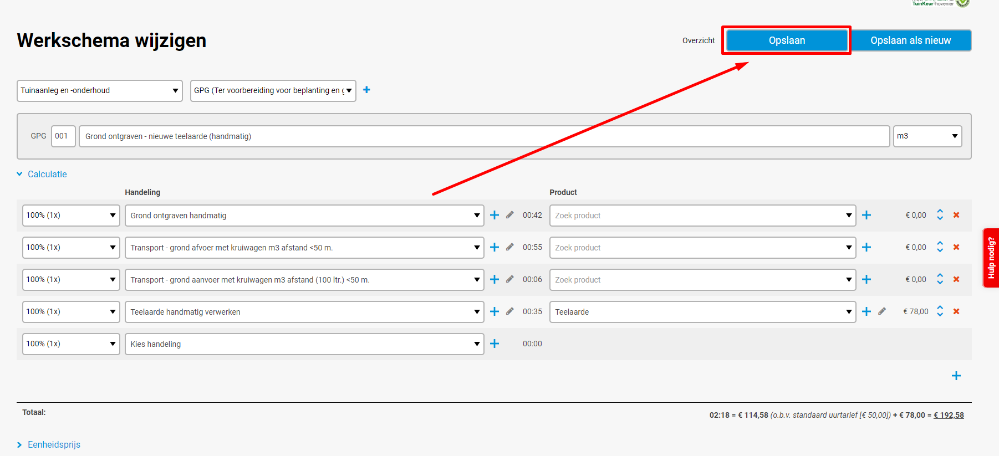 TuinKeur-hovenier
Werkschema wijzigen
Overzicht
Opslaan
Opslaan als nieuw
Tuinaanleg en -onderhoud
GPG (Ter voorbereiding voor beplanting en g
GPG 001 Grond ontgraven - nieuwe teelaarde (handmatig) m3
Calculatie
Handeling Product
100% (1x) Grond ontgraven handmatig 00:42 Zoek product € 0,00
100% (1x) Transport - grond afvoer met kruiwagen m3 afstand <50 m. 00:55 Zoek product € 0,00
100% (1x) Transport - grond aanvoer met kruiwagen m3 afstand (100 ltr.) <50 m. 00:06 Zoek product € 0,00
100% (1x) Teelaarde handmatig verwerken 00:35 Teelaarde € 78,00
100% (1x) Kies handeling 00:00
Hulp nodig?
Totaal: 02:18 = € 114,58 (o.b.v. standaard uurtarief [€ 50,00]) + € 78,00 = € 192,58
Eenheidsprijs